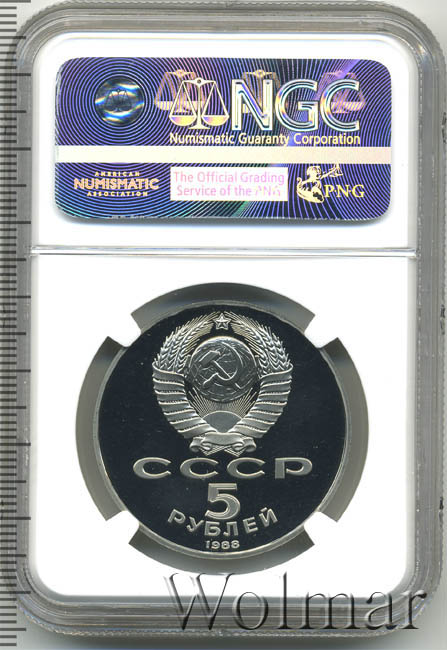 NGC
Numismatic Guaranty Corporation
AMERICAN
NUMISMATIC
ASSOCIATION
The Official Grading
Service of the PNG
PNG
СССР
5
РУБЛЕЙ
1988
Wolmar